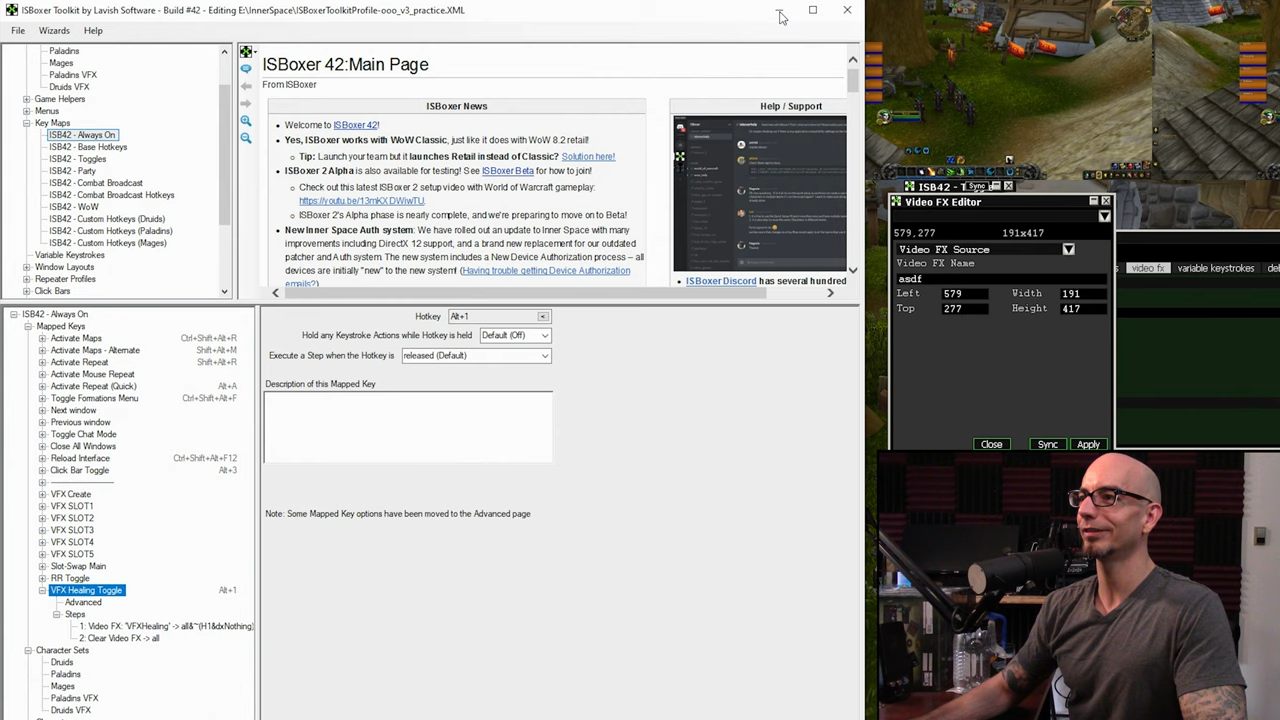 ISBoxer Toolkit by Lavish Software - Build #42 - Editing E:\InnerSpace\ISBoxerToolkitProfile-ooo_v3_practice.XML
File Wizards Help
Paladins
Mages
Paladins VFX
Druids VFX
Game Helpers
Menus
Key Maps
ISB42 - Always On
ISB42 - Base Hotkeys
ISB42 - Toggles
ISB42 - Party
ISB42 - Combat Broadcast
ISB42 - Combat Broadcast Hotkeys
ISB42 - WoW
ISB42 - Custom Hotkeys (Druids)
ISB42 - Custom Hotkeys (Paladins)
ISB42 - Custom Hotkeys (Mages)
Variable Keystrokes
Window Layouts
Repeater Profiles
Click Bars
ISBoxer 42:Main Page
From ISBoxer
ISBoxer News
Welcome to ISBoxer 42!
Yes, ISBoxer works with WoW Classic, just like it does with WoW 8.2 retail!
Tip: Launch your team but it launches Retail instead of Classic? Solution here!
ISBoxer 2 Alpha is also available for testing! See ISBoxer Beta for how to join!
Check out this latest ISBoxer 2 setup video with World of Warcraft gameplay:
https://youtu.be/13mKXDWiwTU.
ISBoxer 2's Alpha phase is nearly complete, and we're preparing to move on to Beta!
New Inner Space Auth system: We have rolled out an update to Inner Space with many
improvements including DirectX 12 support, and a brand new replacement for our outdated
patcher and Auth system. The new system includes a New Device Authorization process – all
devices are initially "new" to the new system! (Having trouble getting Device Authorization
emails?)
Help / Support
ISBoxer Discord has several hundred
ISB42 - Always On
Mapped Keys
Activate Maps Ctrl+Shift+Alt+R
Activate Maps - Alternate Shift+Alt+M
Activate Repeat Shift+Alt+R
Activate Mouse Repeat
Activate Repeat (Quick) Alt+A
Toggle Formations Menu Ctrl+Shift+Alt+F
Next window
Previous window
Toggle Chat Mode
Close All Windows
Reload Interface Ctrl+Shift+Alt+F12
Click Bar Toggle Alt+3
VFX Create
VFX SLOT1
VFX SLOT2
VFX SLOT3
VFX SLOT4
VFX SLOT5
Slot-Swap Main
RR Toggle
VFX Healing Toggle Alt+1
Advanced
Steps
1: Video FX: 'VFXHealing' -> all&~(H1&dxNothing)
2: Clear Video FX -> all
Character Sets
Druids
Paladins
Mages
Paladins VFX
Druids VFX
Hotkey Alt+1
Hold any Keystroke Actions while Hotkey is held Default (Off)
Execute a Step when the Hotkey is released (Default)
Description of this Mapped Key
Note: Some Mapped Key options have been moved to the Advanced page
ISB42 - Sync
Video FX Editor
579,277 191x417
Video FX Source
Video FX Name
asdf
Left 579 Width 191
Top 277 Height 417
Close Sync Apply
video fx variable keystrokes